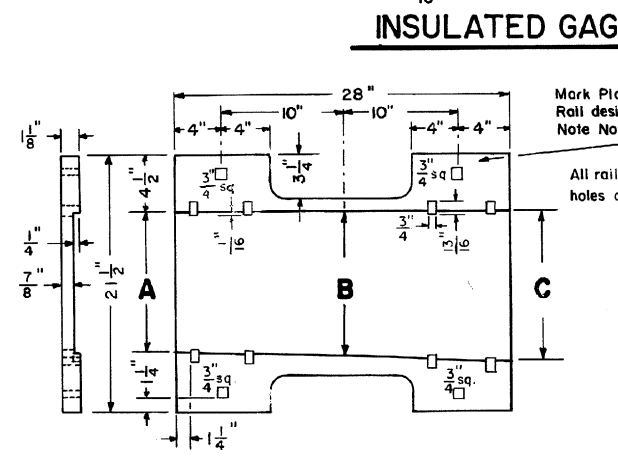 INSULATED GAG
28"
10" 10"
4" 4" 4" 4"
Mark Pla
Rail desi
Note No
All rail
holes a
1 1/8"
4 1/2"
3/4" sq.
3 1/4"
3/4" sq
1/4"
1/16"
3/4"
13/16"
7/8"
21 1/2"
A
B
C
1 1/4"
3/4" sq.
3/4" sq.
1 1/4"